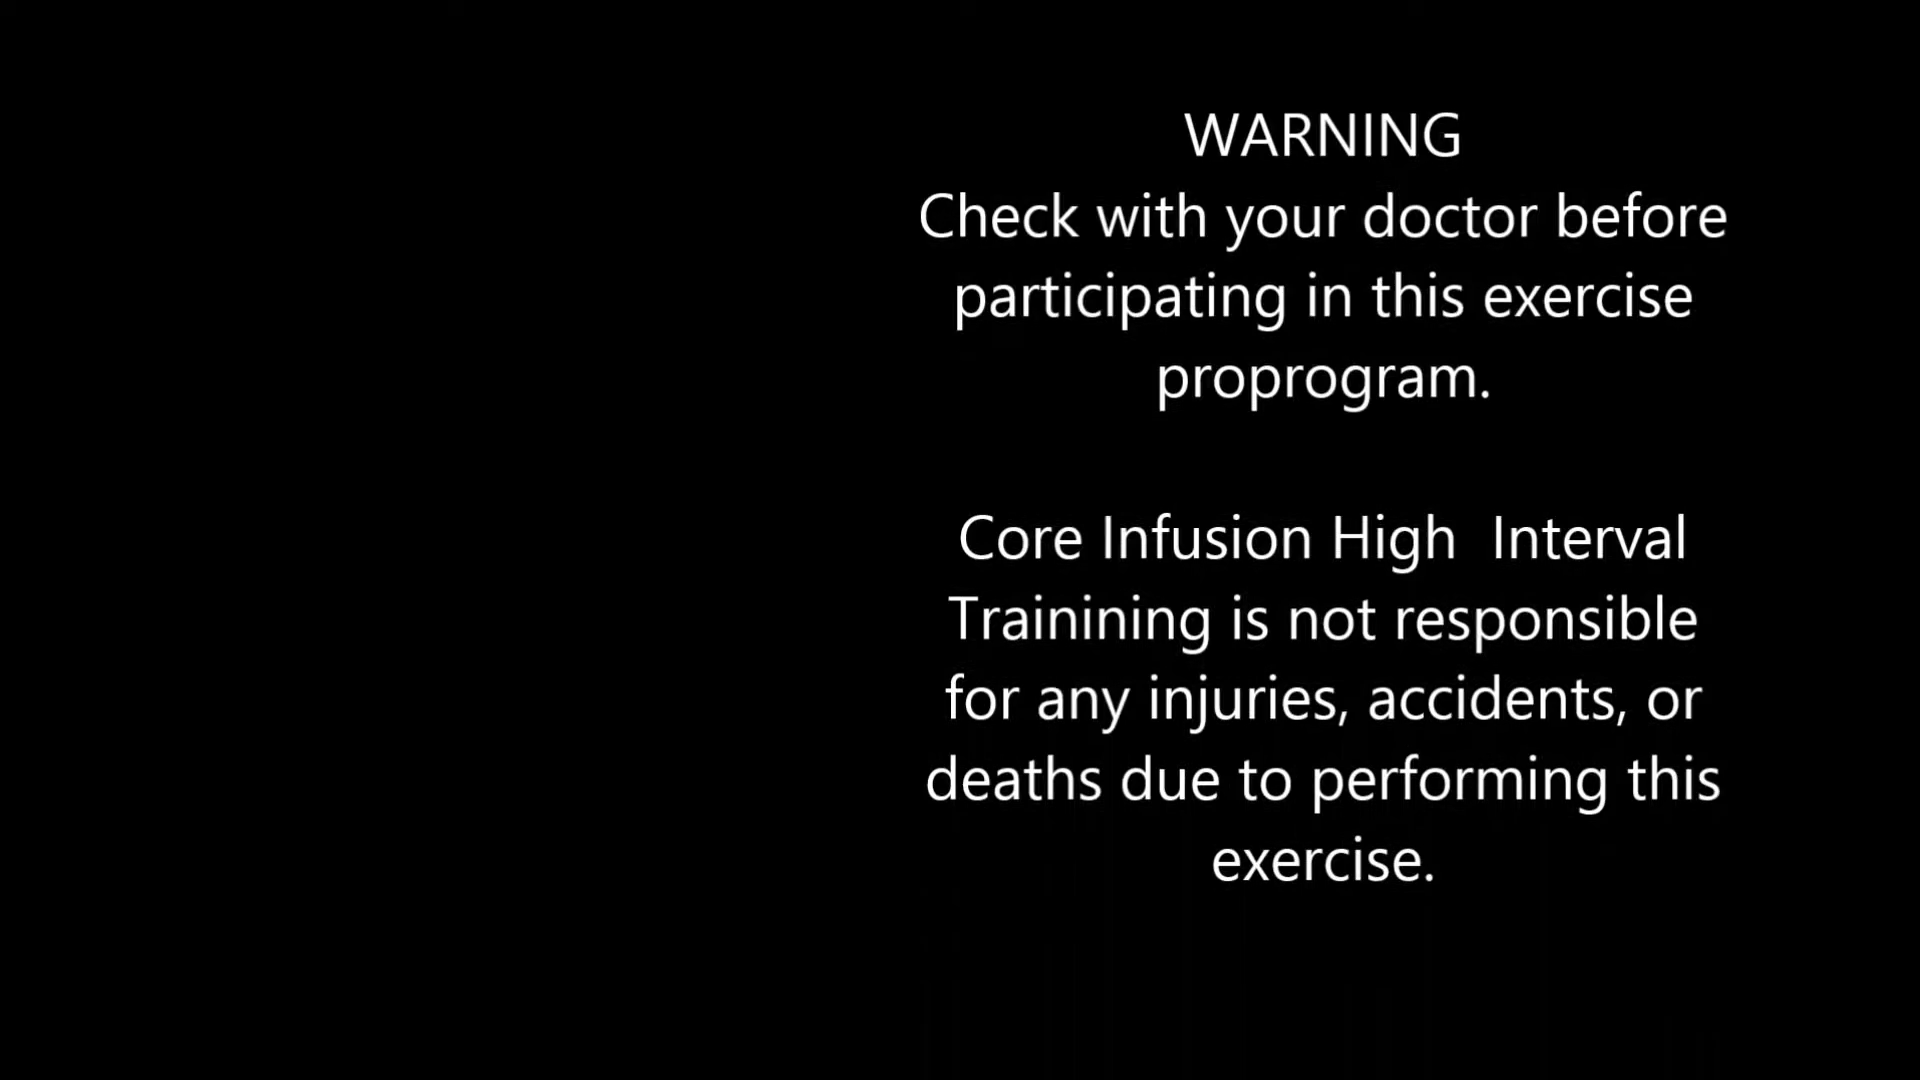 WARNING
Check with your doctor before
participating in this exercise
proprogram.
Core Infusion High  Interval
Trainining is not responsible
for any injuries, accidents, or
deaths due to performing this
exercise.